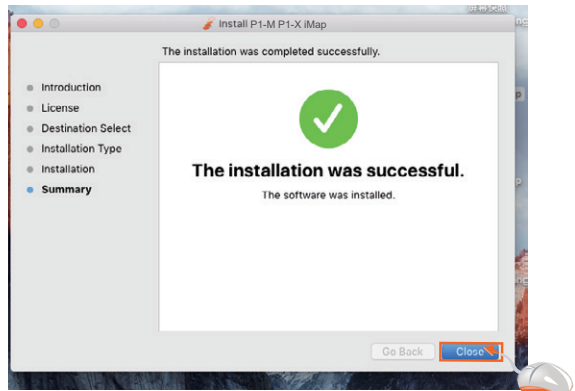 Install P1-M P1-X iMap
The installation was completed successfully.
Introduction
License
Destination Select
Installation Type
Installation
Summary
The installation was successful.
The software was installed.
Go Back
Close